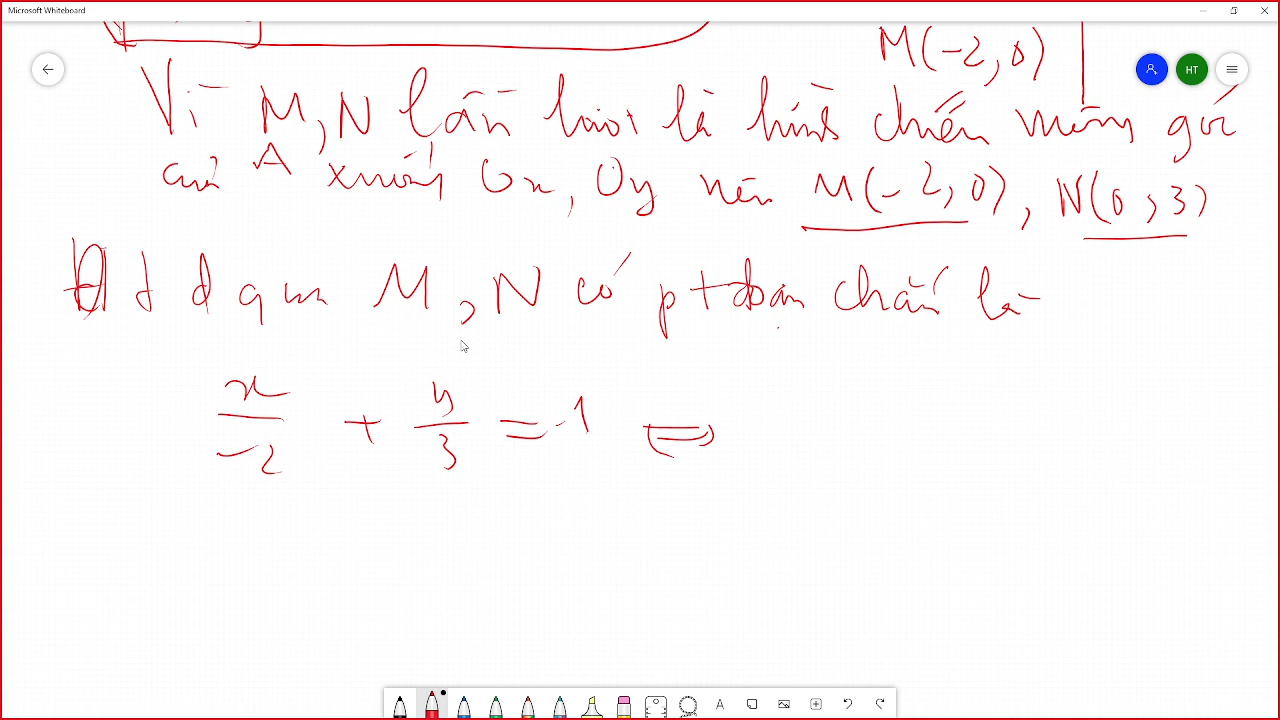 Microsoft Whiteboard
M(-2, 0)
HT
Vì M, N lần lượt là hình chiếu vuông góc
của A xuống Ox, Oy nên M(-2, 0), N(0, 3)
Đt d qua M, N có pt đoạn chắn là
x/-2 + y/3 = 1 ⇔
A